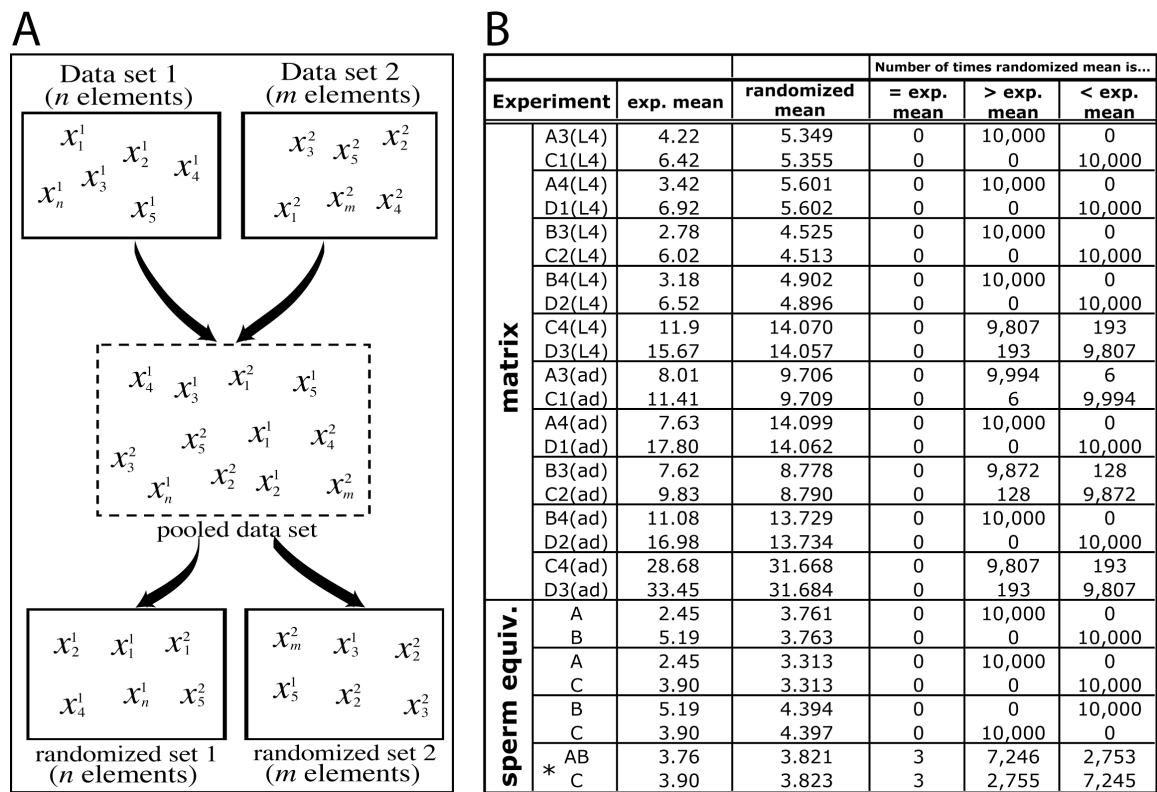 A
Data set 1
(n elements)
Data set 2
(m elements)
x₁¹ x₂¹ x₃¹ x₄¹ xₙ¹ x₅¹
x₃² x₅² x₂² x₁² xₘ² x₄²
x₄¹ x₃¹ x₁² x₅¹
x₃² x₅² x₁¹ x₄²
xₙ¹ x₂² x₂¹ xₘ²
pooled data set
x₂¹ x₁¹ x₁²
x₄¹ xₙ¹ x₅²
xₘ² x₃¹ x₂²
x₅¹ x₂² x₃²
randomized set 1
(n elements)
randomized set 2
(m elements)
B
Number of times randomized mean is...
Experiment exp. mean randomized mean = exp. mean > exp. mean < exp. mean
matrix
A3(L4) 4.22 5.349 0 10,000 0
C1(L4) 6.42 5.355 0 0 10,000
A4(L4) 3.42 5.601 0 10,000 0
D1(L4) 6.92 5.602 0 0 10,000
B3(L4) 2.78 4.525 0 10,000 0
C2(L4) 6.02 4.513 0 0 10,000
B4(L4) 3.18 4.902 0 10,000 0
D2(L4) 6.52 4.896 0 0 10,000
C4(L4) 11.9 14.070 0 9,807 193
D3(L4) 15.67 14.057 0 193 9,807
A3(ad) 8.01 9.706 0 9,994 6
C1(ad) 11.41 9.709 0 6 9,994
A4(ad) 7.63 14.099 0 10,000 0
D1(ad) 17.80 14.062 0 0 10,000
B3(ad) 7.62 8.778 0 9,872 128
C2(ad) 9.83 8.790 0 128 9,872
B4(ad) 11.08 13.729 0 10,000 0
D2(ad) 16.98 13.734 0 0 10,000
C4(ad) 28.68 31.668 0 9,807 193
D3(ad) 33.45 31.684 0 193 9,807
sperm equiv.
A 2.45 3.761 0 10,000 0
B 5.19 3.763 0 0 10,000
A 2.45 3.313 0 10,000 0
C 3.90 3.313 0 0 10,000
B 5.19 4.394 0 0 10,000
C 3.90 4.397 0 10,000 0
* AB 3.76 3.821 3 7,246 2,753
C 3.90 3.823 3 2,755 7,245